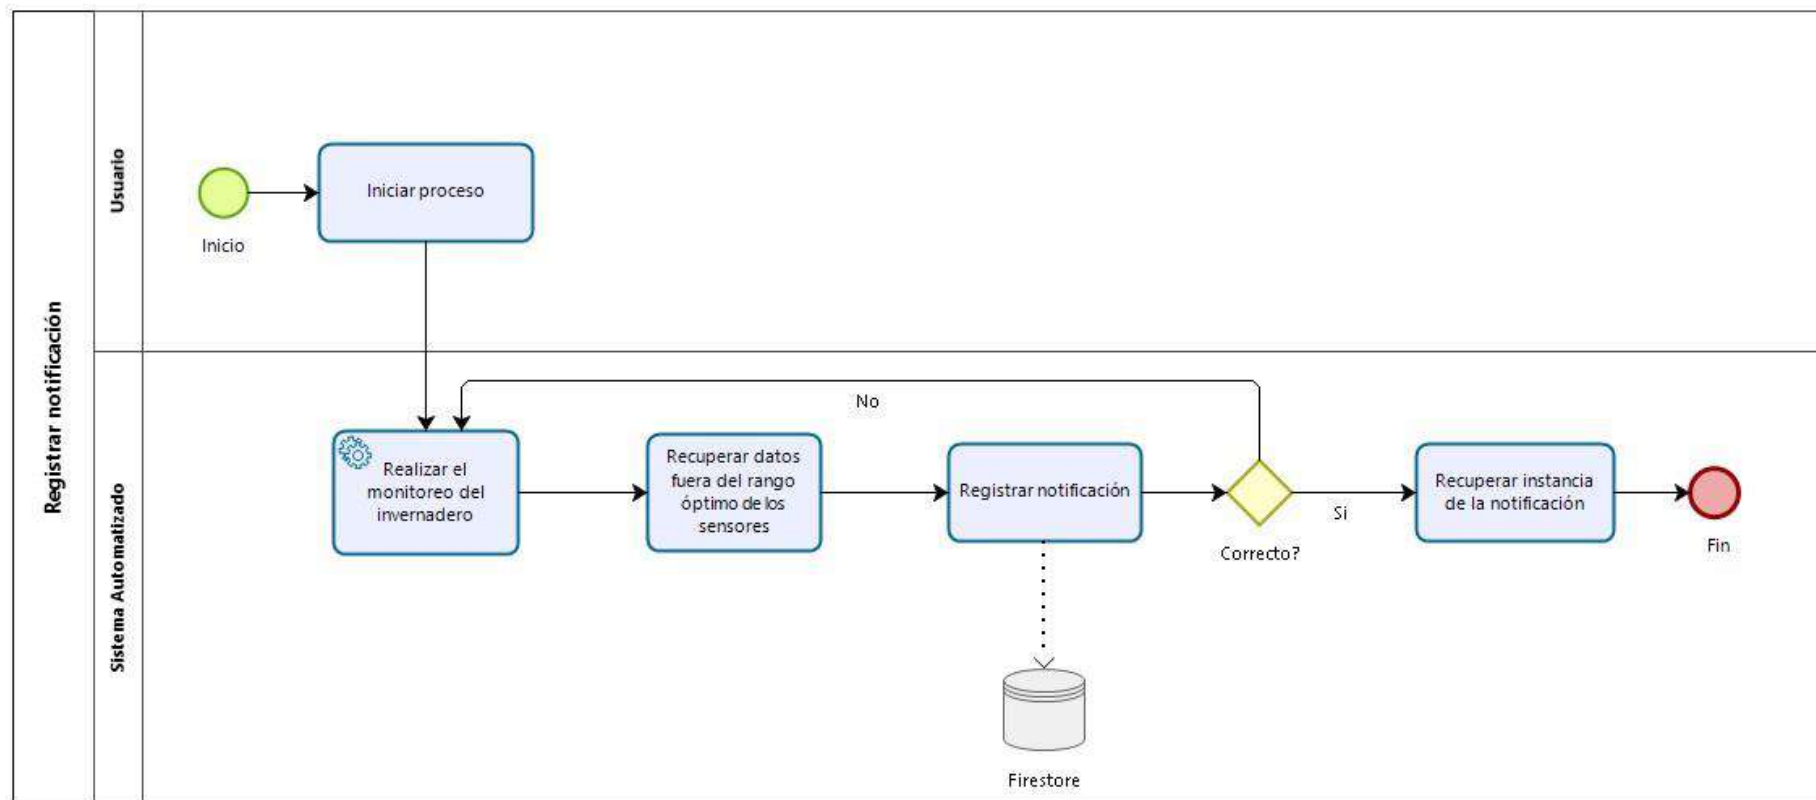 Registrar notificación
Usuario
Inicio
Iniciar proceso
Sistema Automatizado
No
Realizar el
monitoreo del
invernadero
Recuperar datos
fuera del rango
óptimo de los
sensores
Registrar notificación
Correcto?
Si
Recuperar instancia
de la notificación
Fin
Firestore